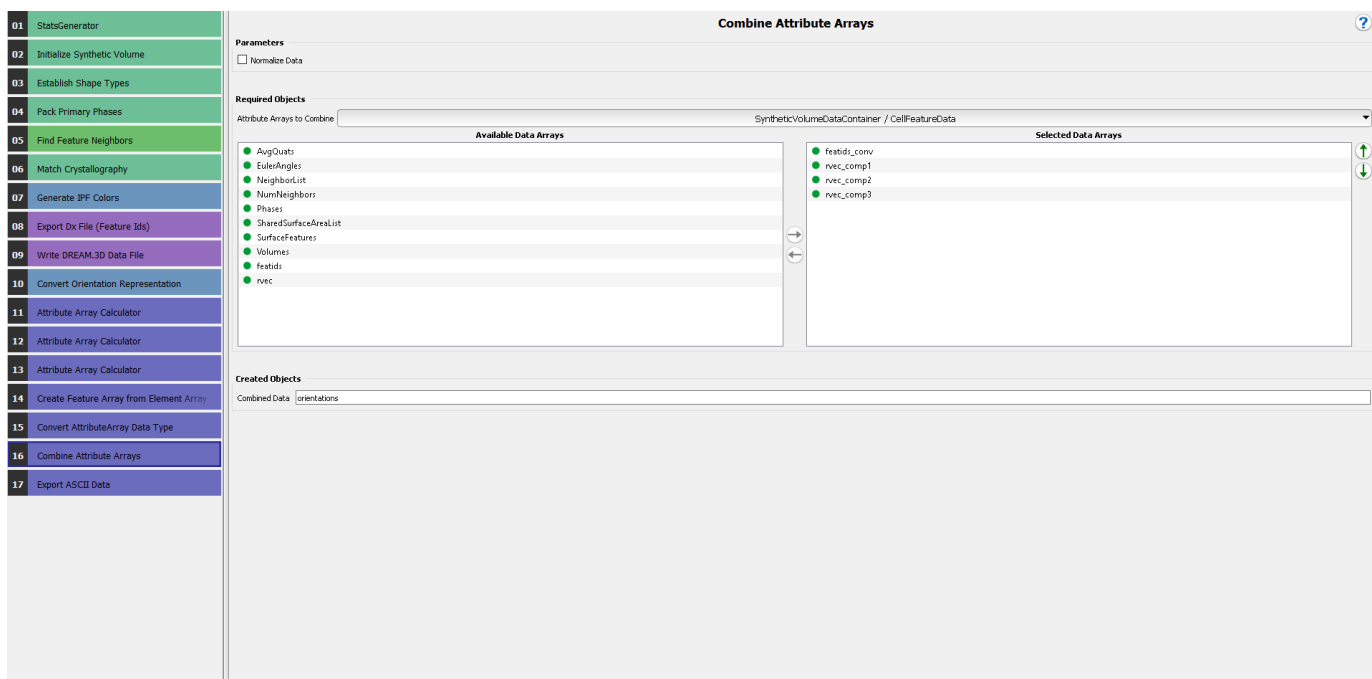 01 StatsGenerator
02 Initialize Synthetic Volume
03 Establish Shape Types
04 Pack Primary Phases
05 Find Feature Neighbors
06 Match Crystallography
07 Generate IPF Colors
08 Export Dx File (Feature Ids)
09 Write DREAM.3D Data File
10 Convert Orientation Representation
11 Attribute Array Calculator
12 Attribute Array Calculator
13 Attribute Array Calculator
14 Create Feature Array from Element Array
15 Convert AttributeArray Data Type
16 Combine Attribute Arrays
17 Export ASCII Data
Combine Attribute Arrays
?
Parameters
Normalize Data
Required Objects
Attribute Arrays to Combine SyntheticVolumeDataContainer / CellFeatureData
Available Data Arrays
AvgQuats
EulerAngles
NeighborList
NumNeighbors
Phases
SharedSurfaceAreaList
SurfaceFeatures
Volumes
featids
rvec
Selected Data Arrays
featids_conv
rvec_comp1
rvec_comp2
rvec_comp3
Created Objects
Combined Data orientations